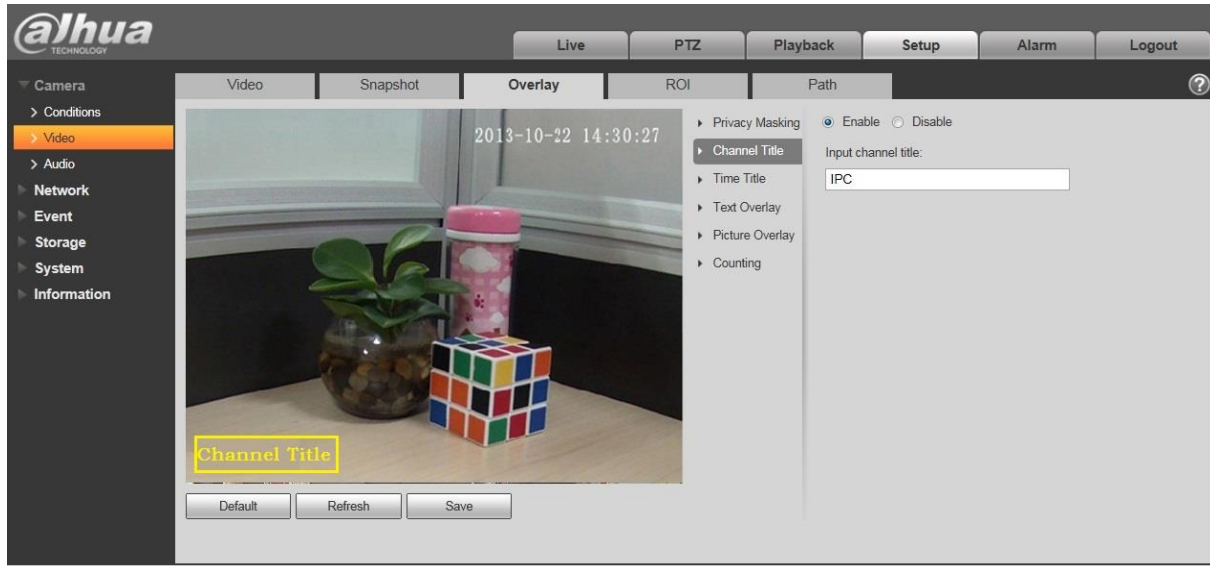 alhua
TECHNOLOGY
Live PTZ Playback Setup Alarm Logout
Camera
Conditions
Video
Audio
Network
Event
Storage
System
Information
Video Snapshot Overlay ROI Path ?
2013-10-22 14:30:27
Channel Title
Default Refresh Save
Privacy Masking
Channel Title
Time Title
Text Overlay
Picture Overlay
Counting
Enable Disable
Input channel title:
IPC